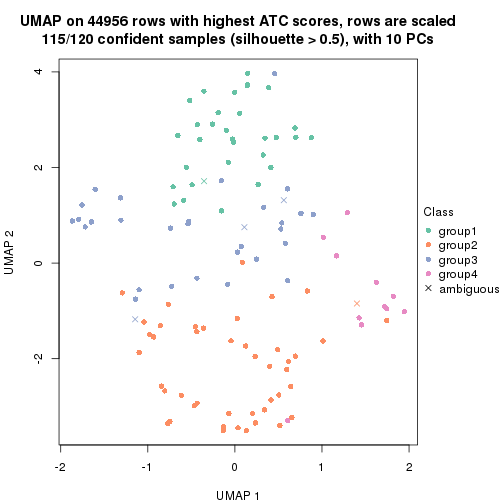 UMAP on 44956 rows with highest ATC scores, rows are scaled
115/120 confident samples (silhouette > 0.5), with 10 PCs
4
2
0
-2
UMAP 2
-2
-1
0
1
2
UMAP 1
Class
group1
group2
group3
group4
ambiguous